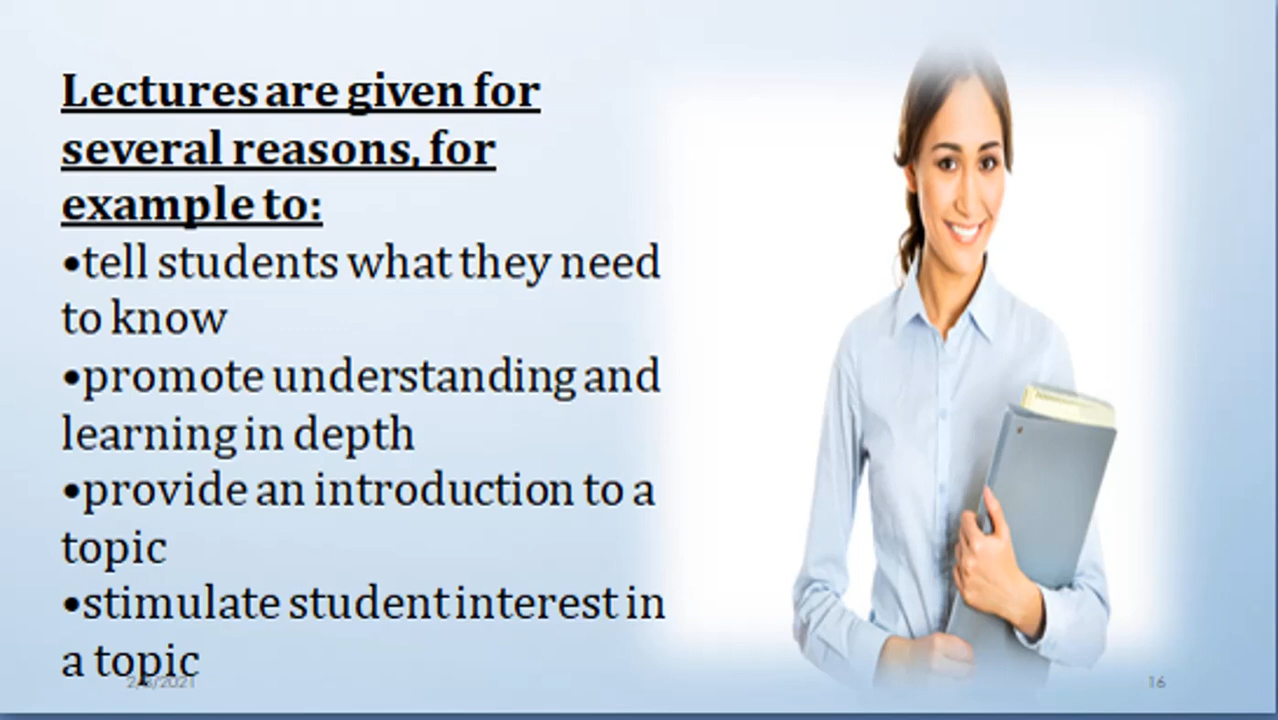 Lectures are given for
several reasons, for
example to:
•tell students what they need
to know
•promote understanding and
learning in depth
•provide an introduction to a
topic
•stimulate student interest in
a topic
16